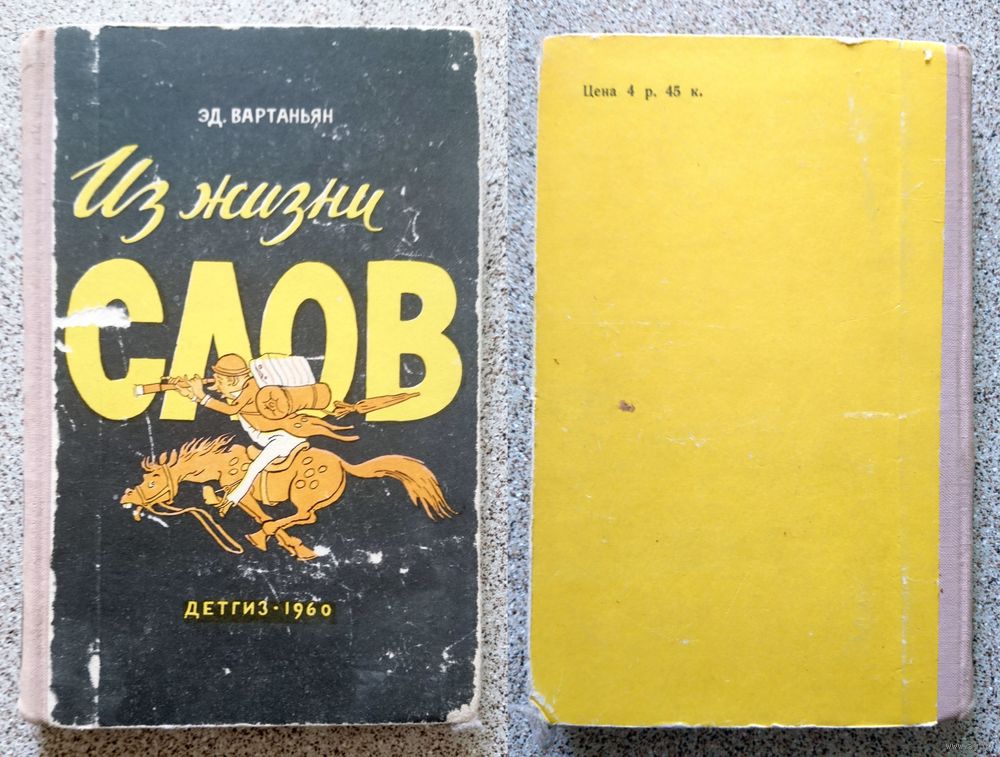 ЭД. ВАРТАНЬЯН
Из жизни
СЛОВ
ДЕТГИЗ·1960
Цена 4 р. 45 к.